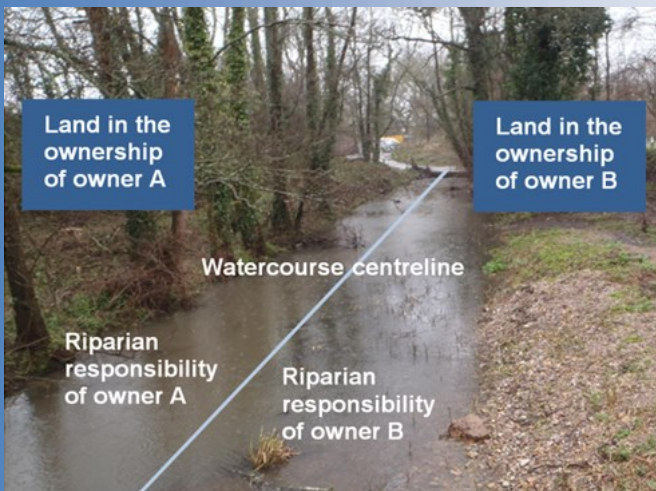 Land in the
ownership
of owner A
Land in the
ownership
of owner B
Watercourse centreline
Riparian
responsibility
of owner A
Riparian
responsibility
of owner B